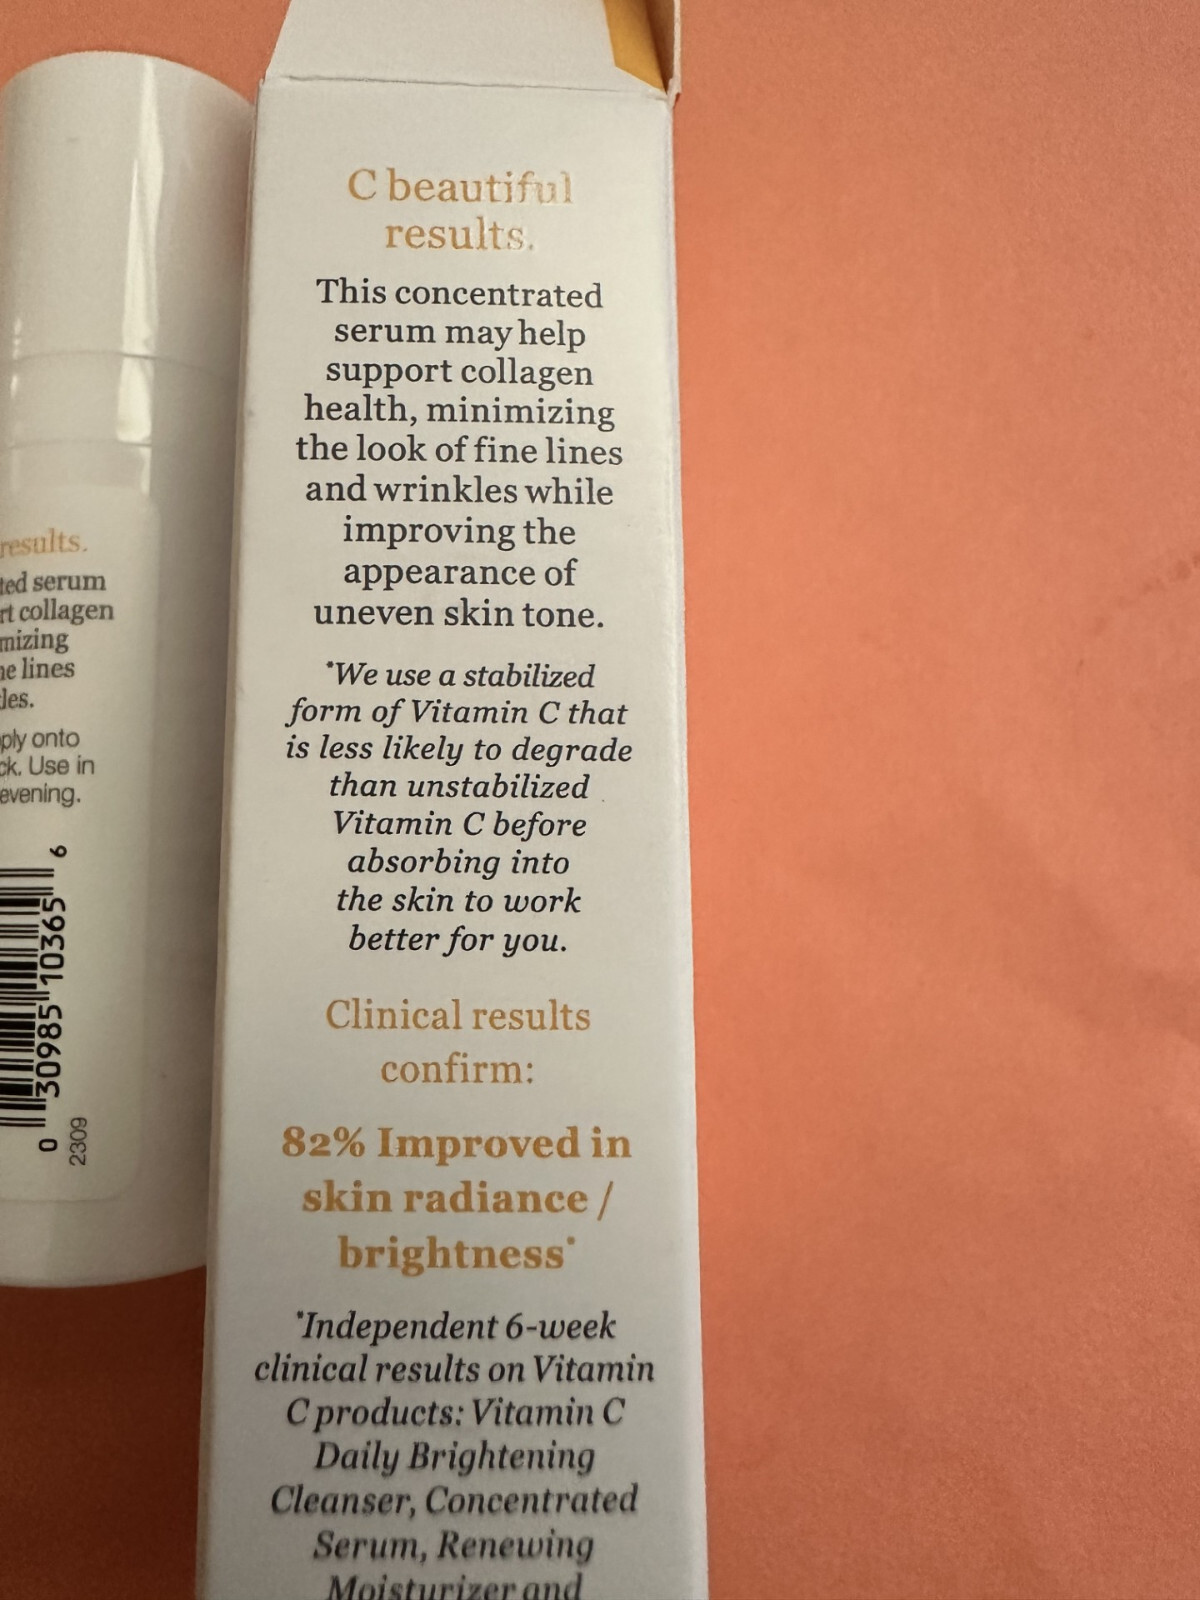 C beautiful
results.
This concentrated
serum may help
support collagen
health, minimizing
the look of fine lines
and wrinkles while
improving the
appearance of
uneven skin tone.
*We use a stabilized
form of Vitamin C that
is less likely to degrade
than unstabilized
Vitamin C before
absorbing into
the skin to work
better for you.
Clinical results
confirm:
82% Improved in
skin radiance /
brightness*
*Independent 6-week
clinical results on Vitamin
C products: Vitamin C
Daily Brightening
Cleanser, Concentrated
Serum, Renewing
Moisturizer and
results.
ted serum
rt collagen
mizing
ne lines
les.
ply onto
ck. Use in
evening.
0 30985 10365 6
2309